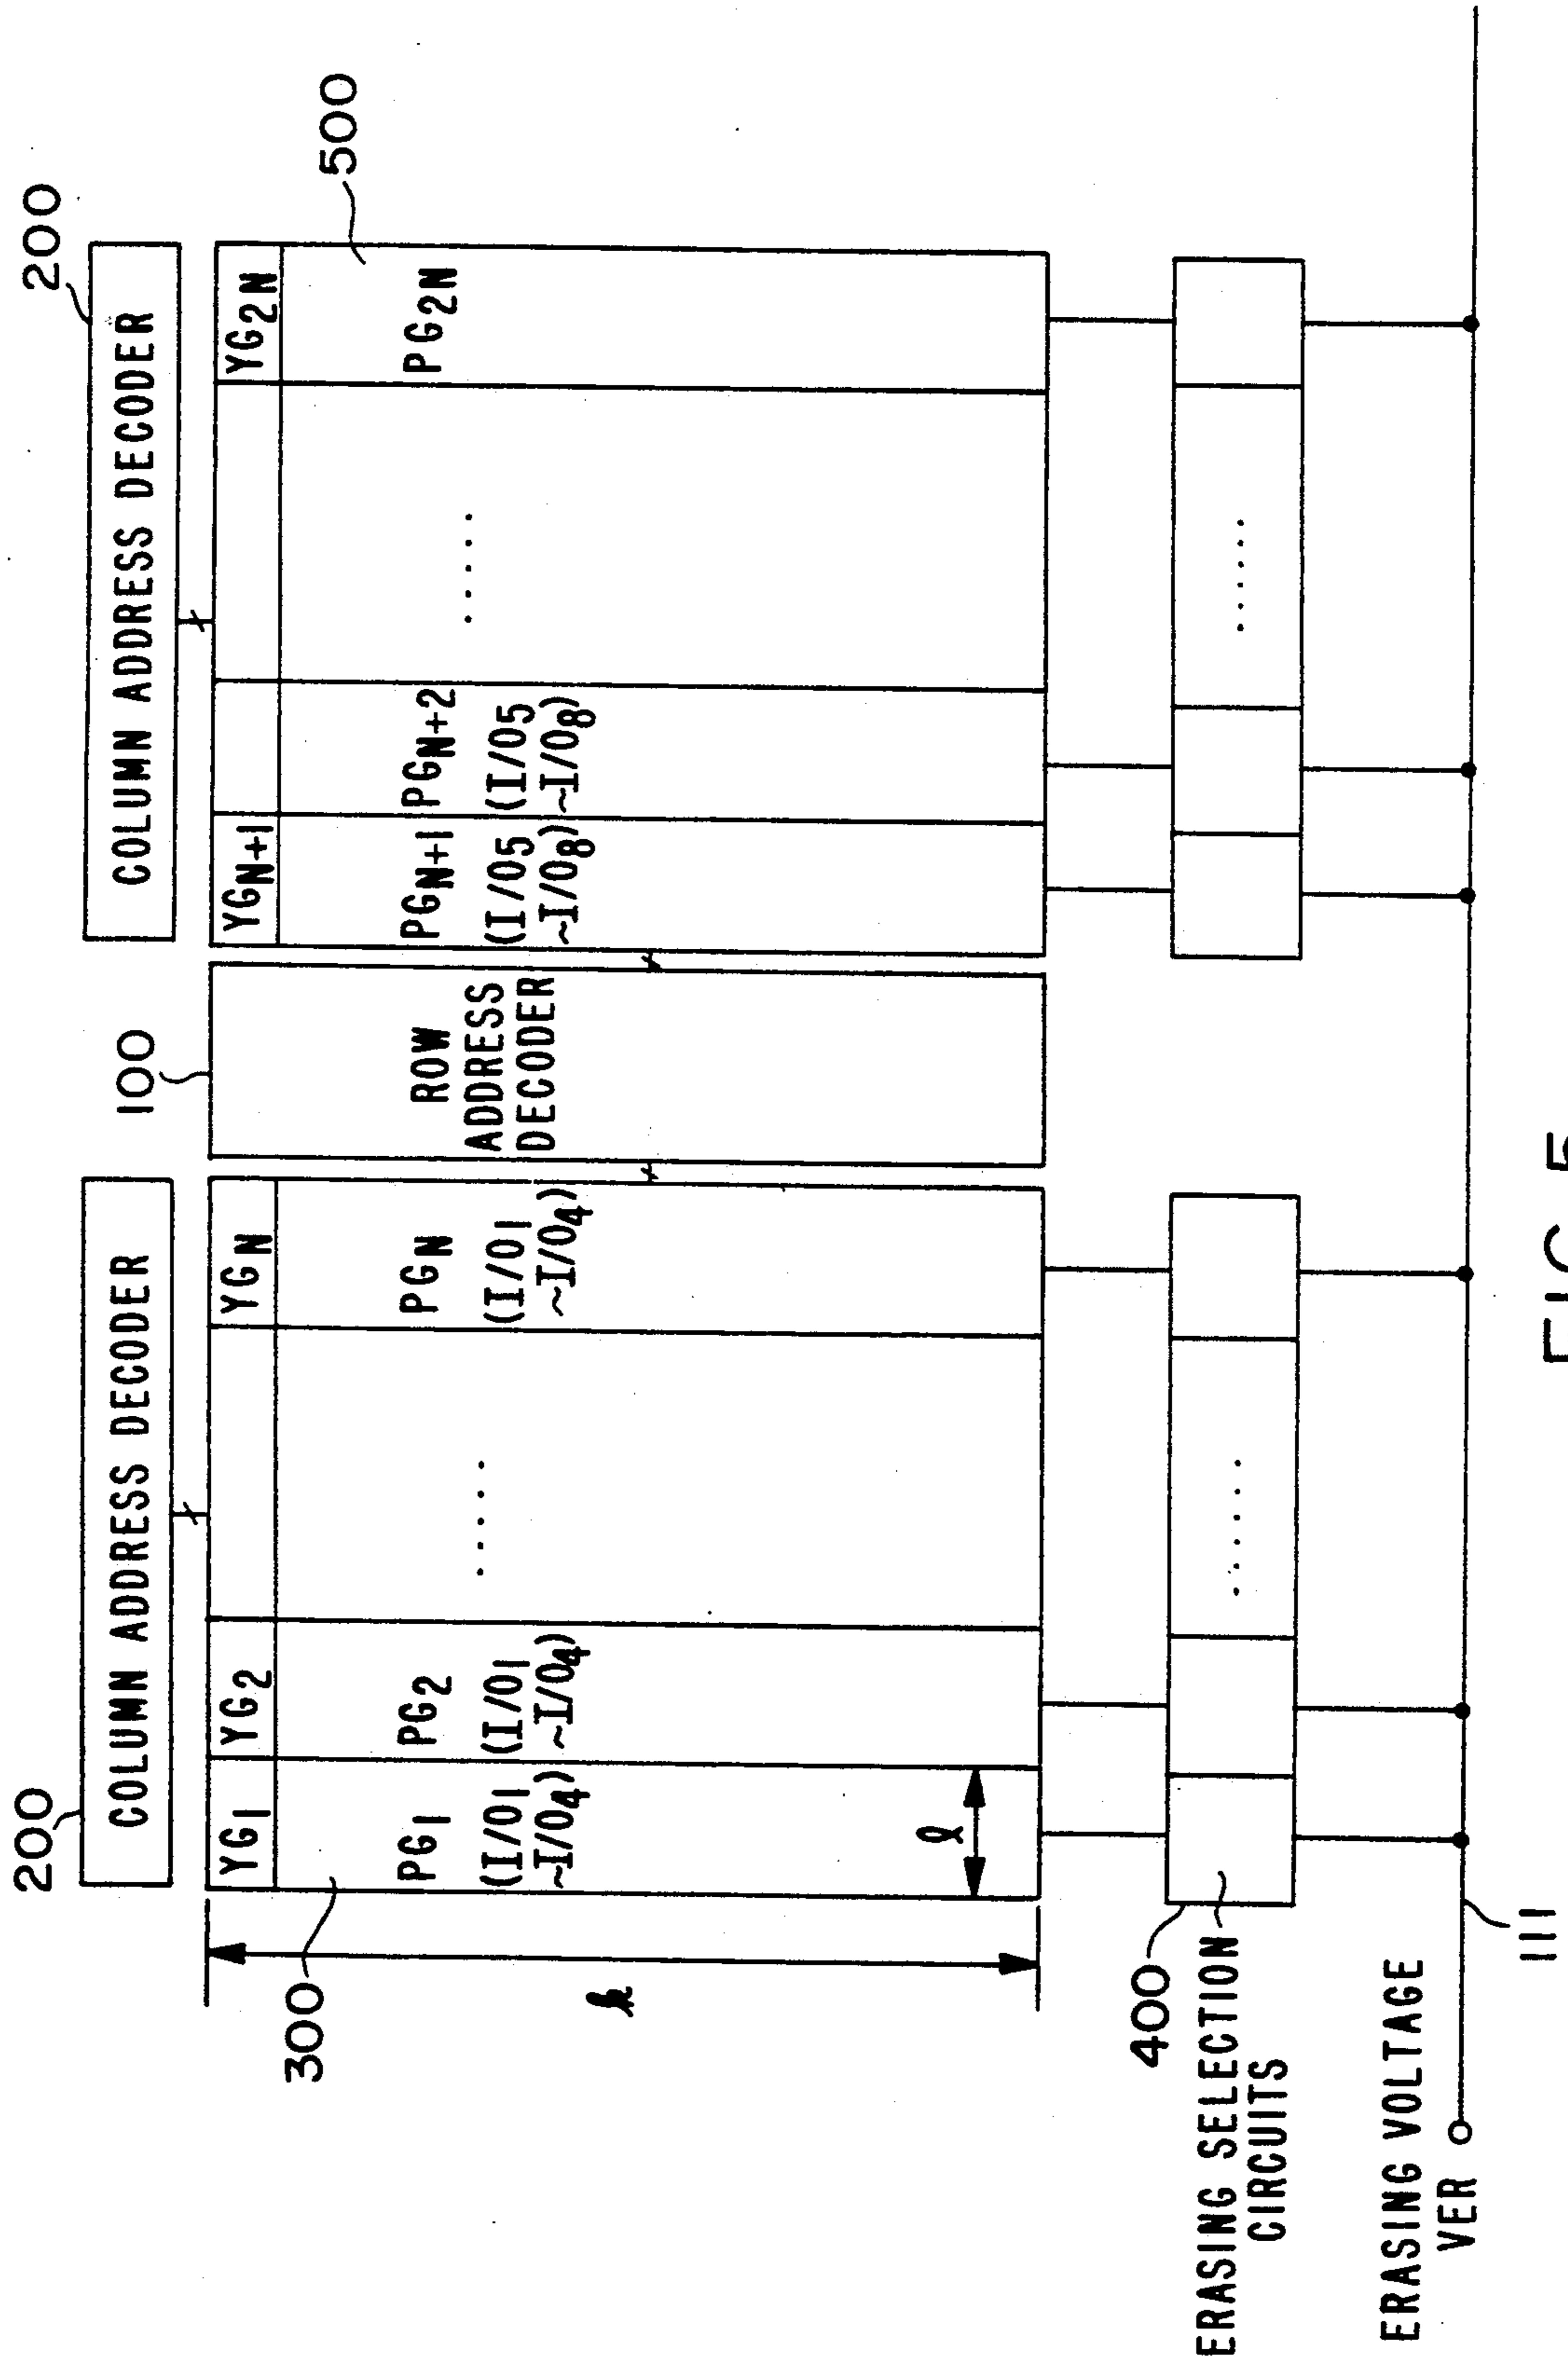 200
200
COLUMN ADDRESS DECODER
COLUMN ADDRESS DECODER
100
500
YG1
YG2
YGN
YGN+1
YG2N
300
PG1
(I/O1
~I/O4)
PG2
(I/O1
~I/O4)
.....
PGN
(I/O1
~I/O4)
ROW
ADDRESS
DECODER
PGN+1
(I/O5
~I/O8)
PGN+2
(I/O5
~I/O8)
.....
PG2N
k
l
400
ERASING SELECTION
CIRCUITS
......
......
ERASING VOLTAGE
VER
111
FIG. 5